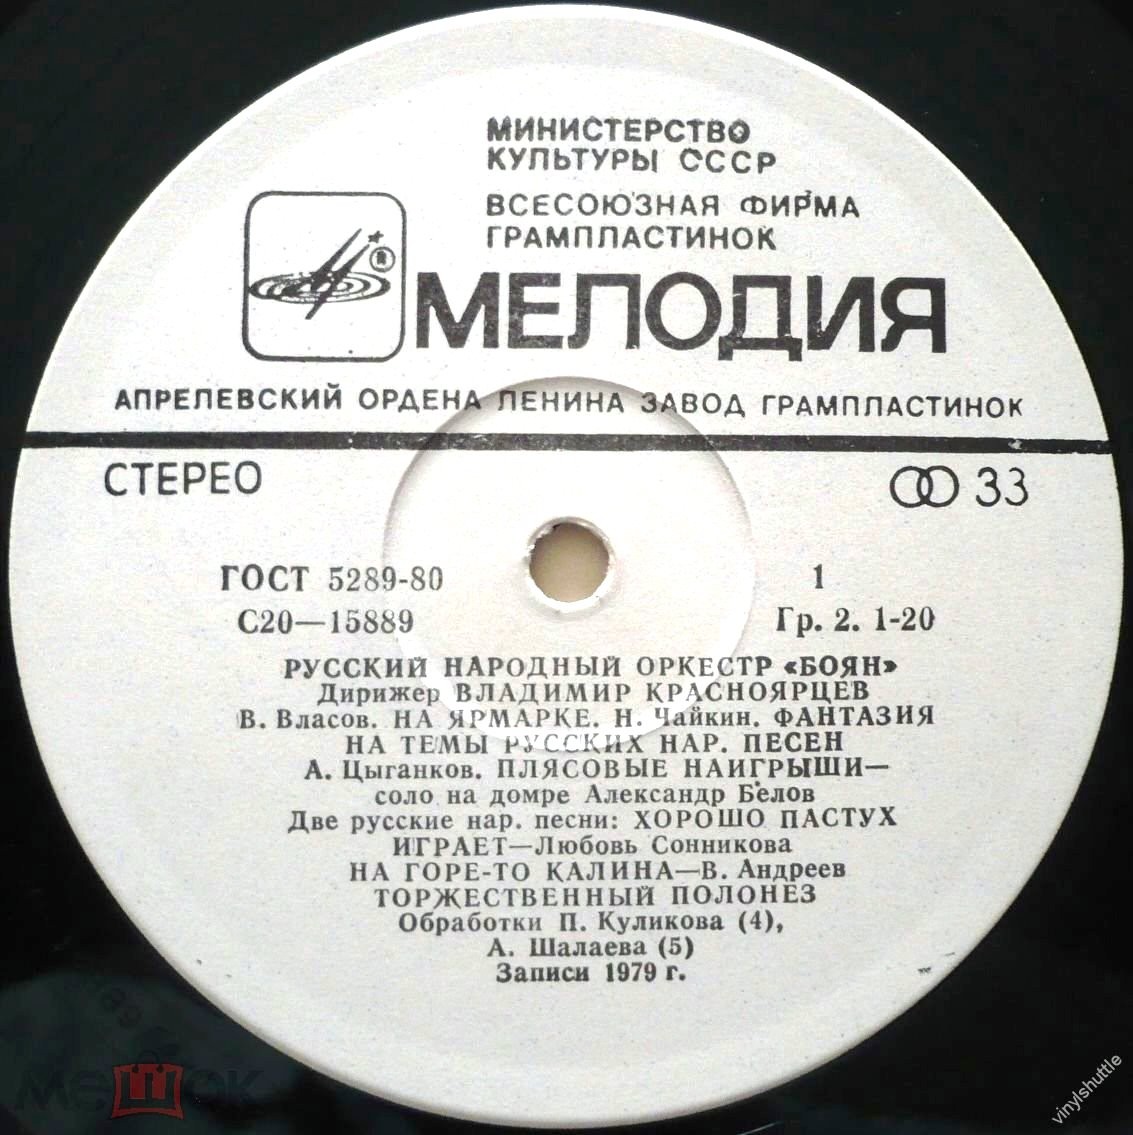 МИНИСТЕРСТВО
КУЛЬТУРЫ СССР
ВСЕСОЮЗНАЯ ФИРМА
ГРАМПЛАСТИНОК
®
МЕЛОДИЯ
АПРЕЛЕВСКИЙ ОРДЕНА ЛЕНИНА ЗАВОД ГРАМПЛАСТИНОК
СТЕРЕО
33
ГОСТ 5289-80
1
С20—15889
Гр. 2. 1-20
РУССКИЙ НАРОДНЫЙ ОРКЕСТР «БОЯН»
Дирижер ВЛАДИМИР КРАСНОЯРЦЕВ
В. Власов. НА ЯРМАРКЕ. Н. Чайкин. ФАНТАЗИЯ
НА ТЕМЫ РУССКИХ НАР. ПЕСЕН
А. Цыганков. ПЛЯСОВЫЕ НАИГРЫШИ—
соло на домре Александр Белов
Две русские нар. песни: ХОРОШО ПАСТУХ
ИГРАЕТ—Любовь Сонникова
НА ГОРЕ-ТО КАЛИНА—В. Андреев
ТОРЖЕСТВЕННЫЙ ПОЛОНЕЗ
Обработки П. Куликова (4),
А. Шалаева (5)
Записи 1979 г.
мешок
vinylshuttle